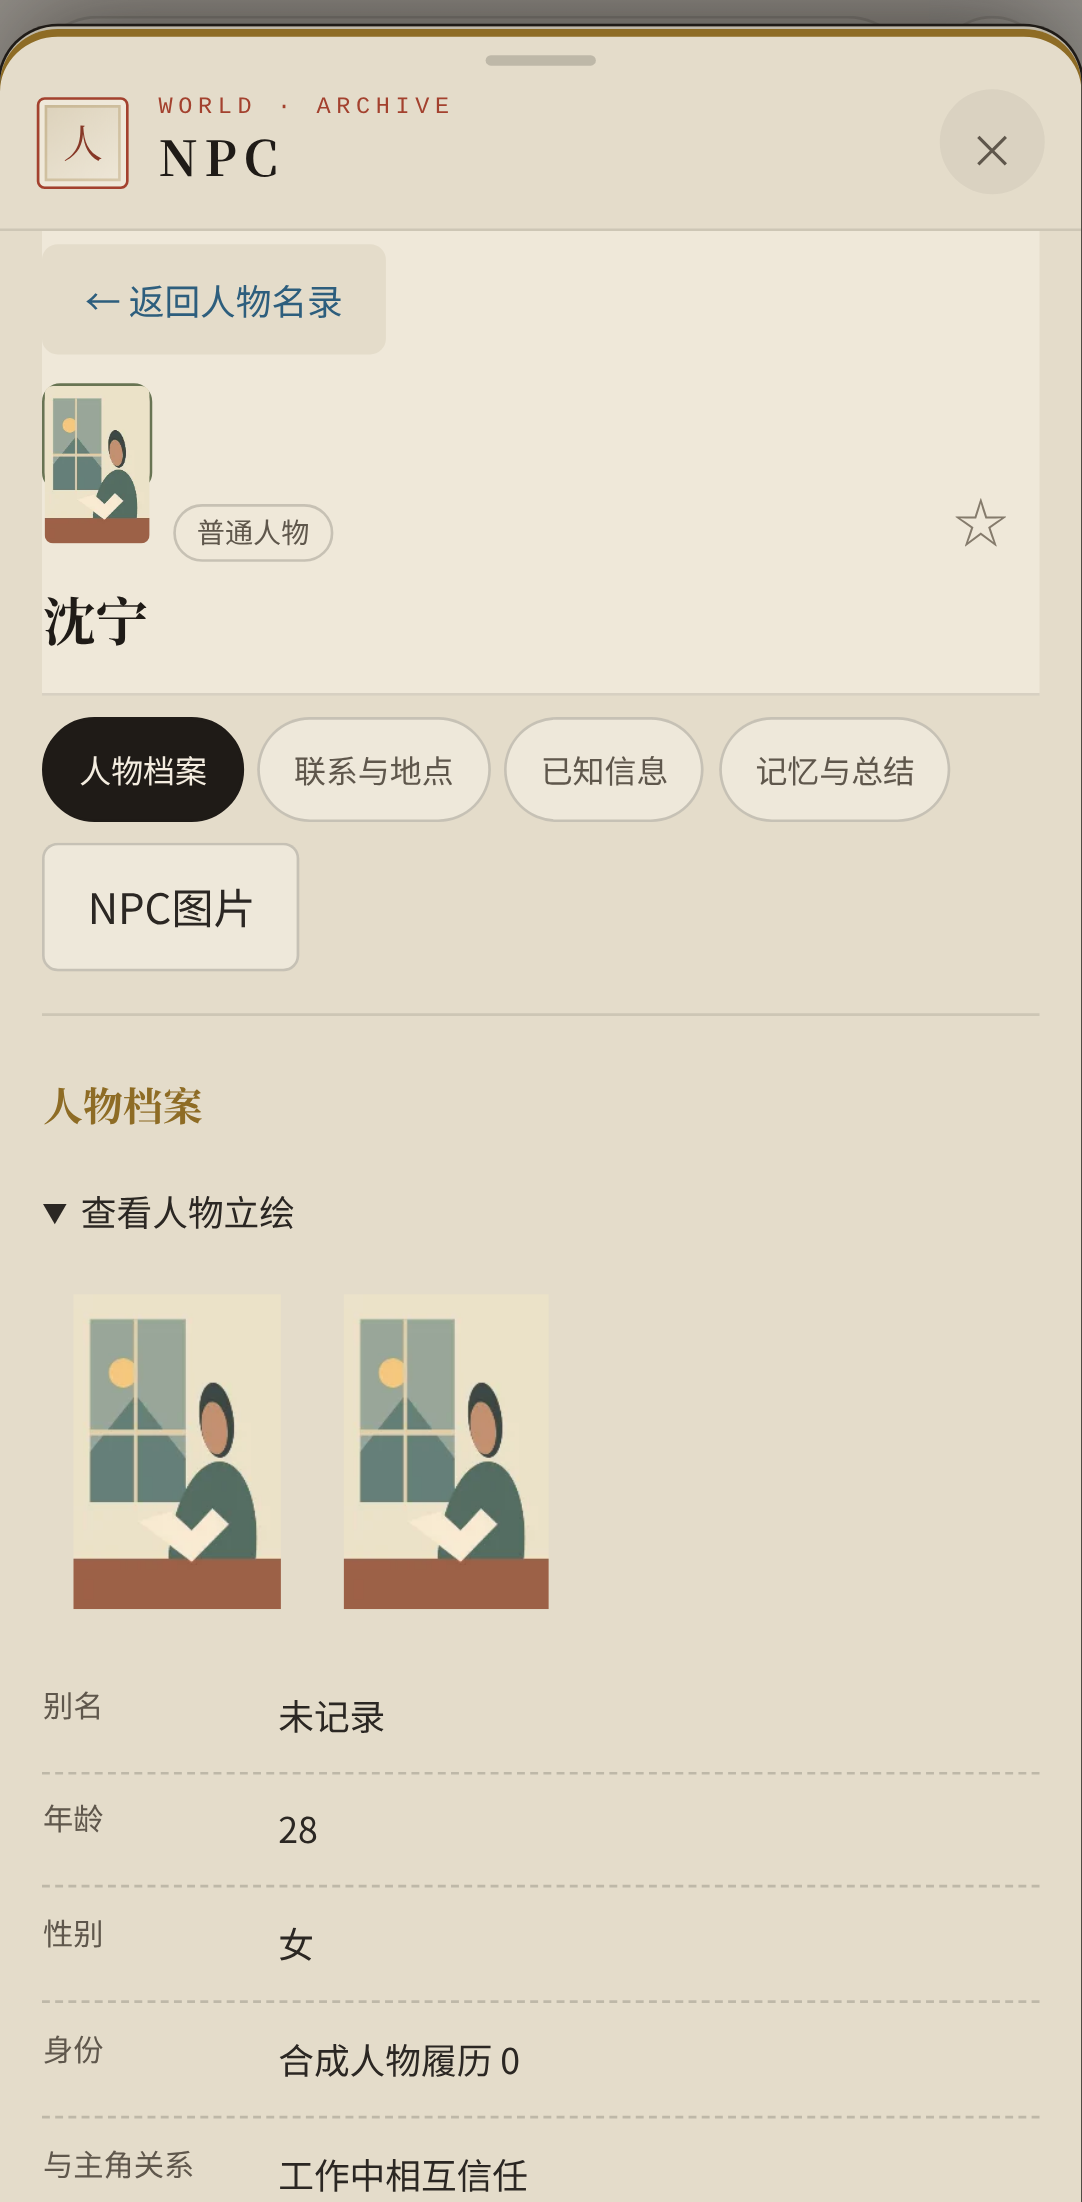 人
WORLD · ARCHIVE
NPC
×
← 返回人物名录
普通人物
☆
沈宁
人物档案 联系与地点 已知信息 记忆与总结
NPC图片
人物档案
▼ 查看人物立绘
别名 未记录
年龄 28
性别 女
身份 合成人物履历 0
与主角关系 工作中相互信任